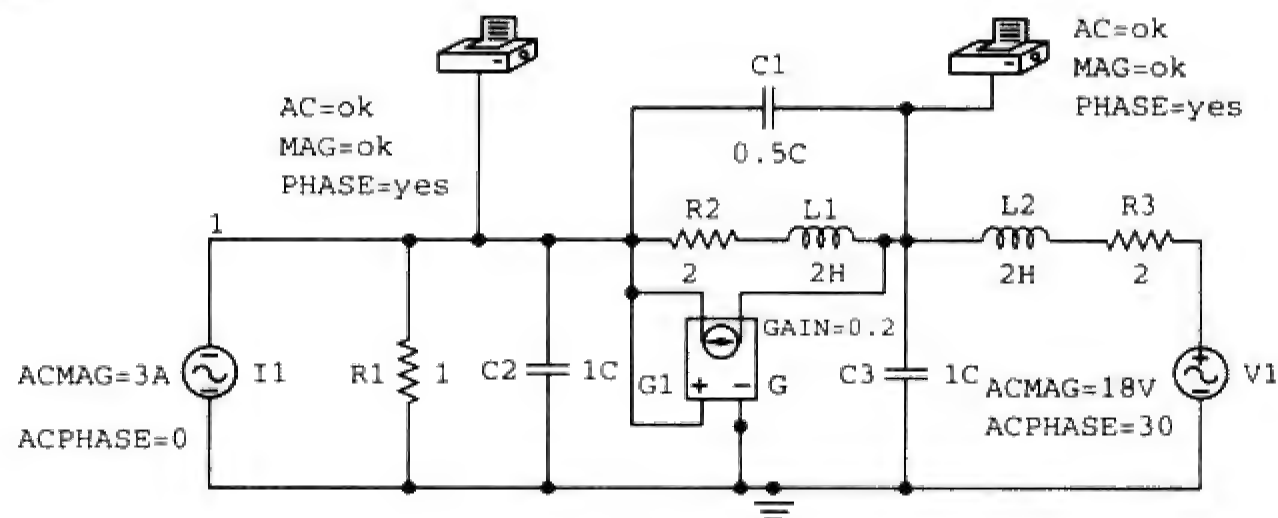 AC=ok
MAG=ok
PHASE=yes
AC=ok
MAG=ok
PHASE=yes
C1
0.5C
1
R2
L1
L2
R3
2
2H
2H
2
GAIN=0.2
ACMAG=3A
I1
R1
1
C2
1C
G1
+
−
G
C3
1C
ACMAG=18V
V1
ACPHASE=0
ACPHASE=30